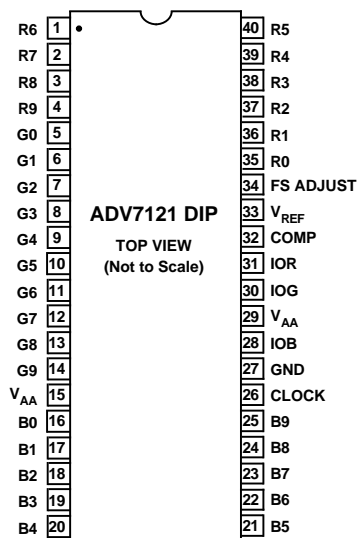 R6 1 40 R5
R7 2 39 R4
R8 3 38 R3
R9 4 37 R2
G0 5 36 R1
G1 6 35 R0
G2 7 34 FS ADJUST
G3 8 ADV7121 DIP 33 VREF
G4 9 TOP VIEW 32 COMP
G5 10 (Not to Scale) 31 IOR
G6 11 30 IOG
G7 12 29 VAA
G8 13 28 IOB
G9 14 27 GND
VAA 15 26 CLOCK
B0 16 25 B9
B1 17 24 B8
B2 18 23 B7
B3 19 22 B6
B4 20 21 B5